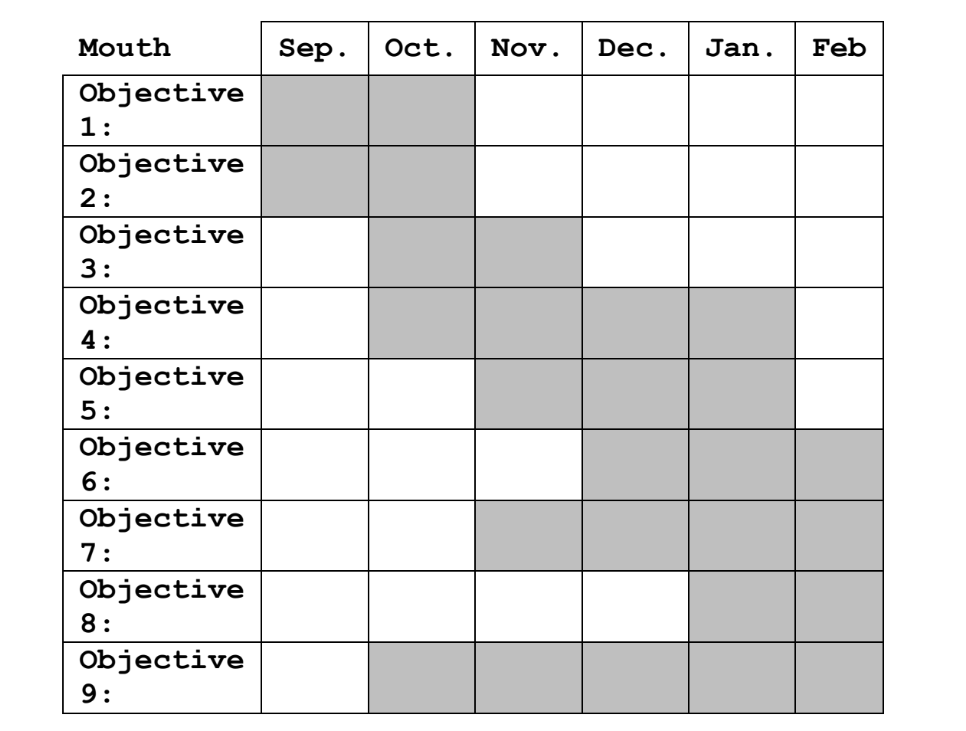 Mouth Sep. Oct. Nov. Dec. Jan. Feb
Objective
1:
Objective
2:
Objective
3:
Objective
4:
Objective
5:
Objective
6:
Objective
7:
Objective
8:
Objective
9: